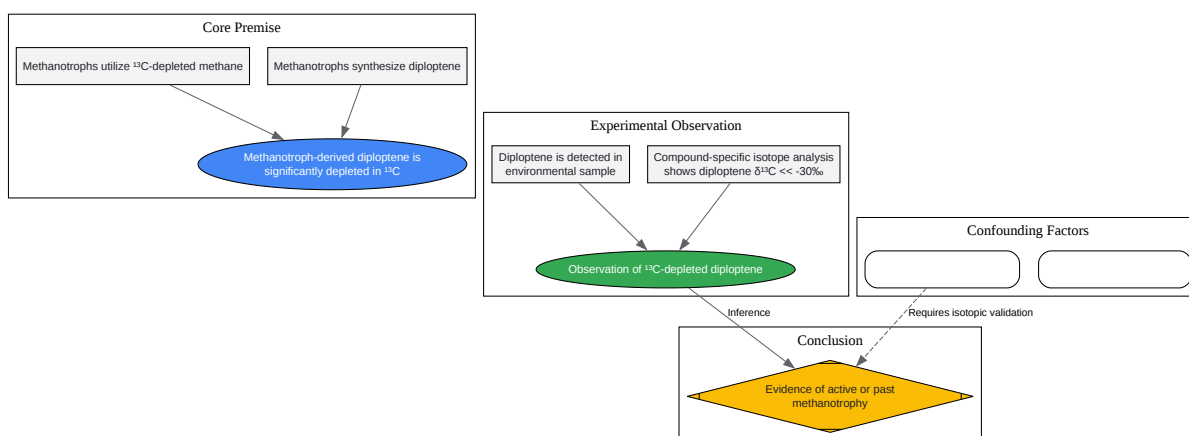 Core Premise
Methanotrophs utilize ¹³C-depleted methane
Methanotrophs synthesize diploptene
Methanotroph-derived diploptene is
significantly depleted in ¹³C
Experimental Observation
Diploptene is detected in
environmental sample
Compound-specific isotope analysis
shows diploptene δ¹³C << -30‰
Observation of ¹³C-depleted diploptene
Confounding Factors
Inference
Requires isotopic validation
Conclusion
Evidence of active or past
methanotrophy